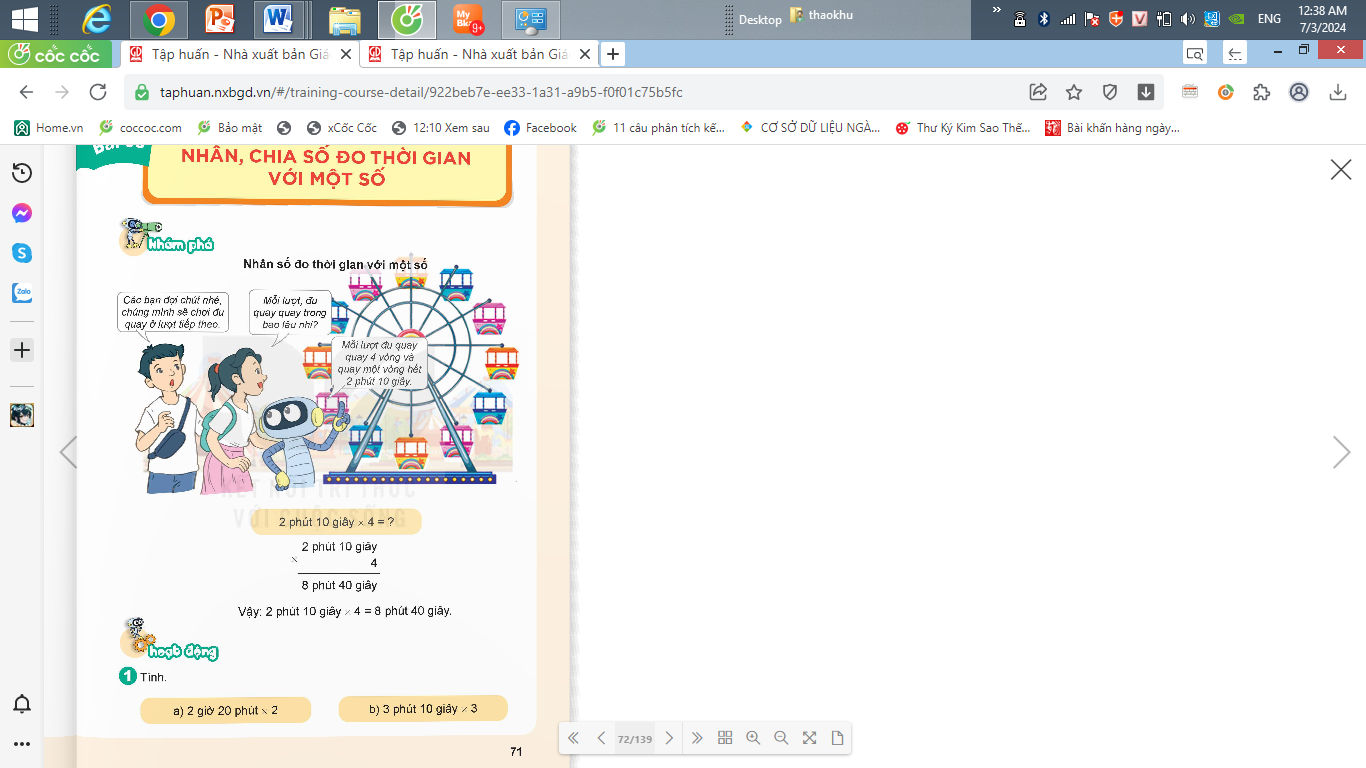 Desktop
thaokhu
ENG
12:38 AM
7/3/2024
cốc cốc
Tập huấn - Nhà xuất bản Giá
Tập huấn - Nhà xuất bản Giá
taphuan.nxbgd.vn/#/training-course-detail/922beb7e-ee33-1a31-a9b5-f0f01c75b5fc
Home.vn
coccoc.com
Bảo mật
xCốc Cốc
12:10 Xem sau
Facebook
11 câu phân tích kế...
CƠ SỞ DỮ LIỆU NGÀ...
Thư Ký Kim Sao Thế...
Bài khấn hàng ngày...
NHÂN, CHIA SỐ ĐO THỜI GIAN
VỚI MỘT SỐ
Khám phá
Nhân số đo thời gian với một số
Các bạn đợi chút nhé,
chúng mình sẽ chơi đu
quay ở lượt tiếp theo.
Mỗi lượt, đu
quay quay trong
bao lâu nhỉ?
Mỗi lượt đu quay
quay 4 vòng và
quay một vòng hết
2 phút 10 giây.
KẾT NỐI TRI THỨC
VỚI CUỘC SỐNG
2 phút 10 giây × 4 = ?
2 phút 10 giây
×
4
8 phút 40 giây
Vậy: 2 phút 10 giây × 4 = 8 phút 40 giây.
hoạt động
1 Tính.
a) 2 giờ 20 phút × 2
b) 3 phút 10 giây × 3
71
72/139